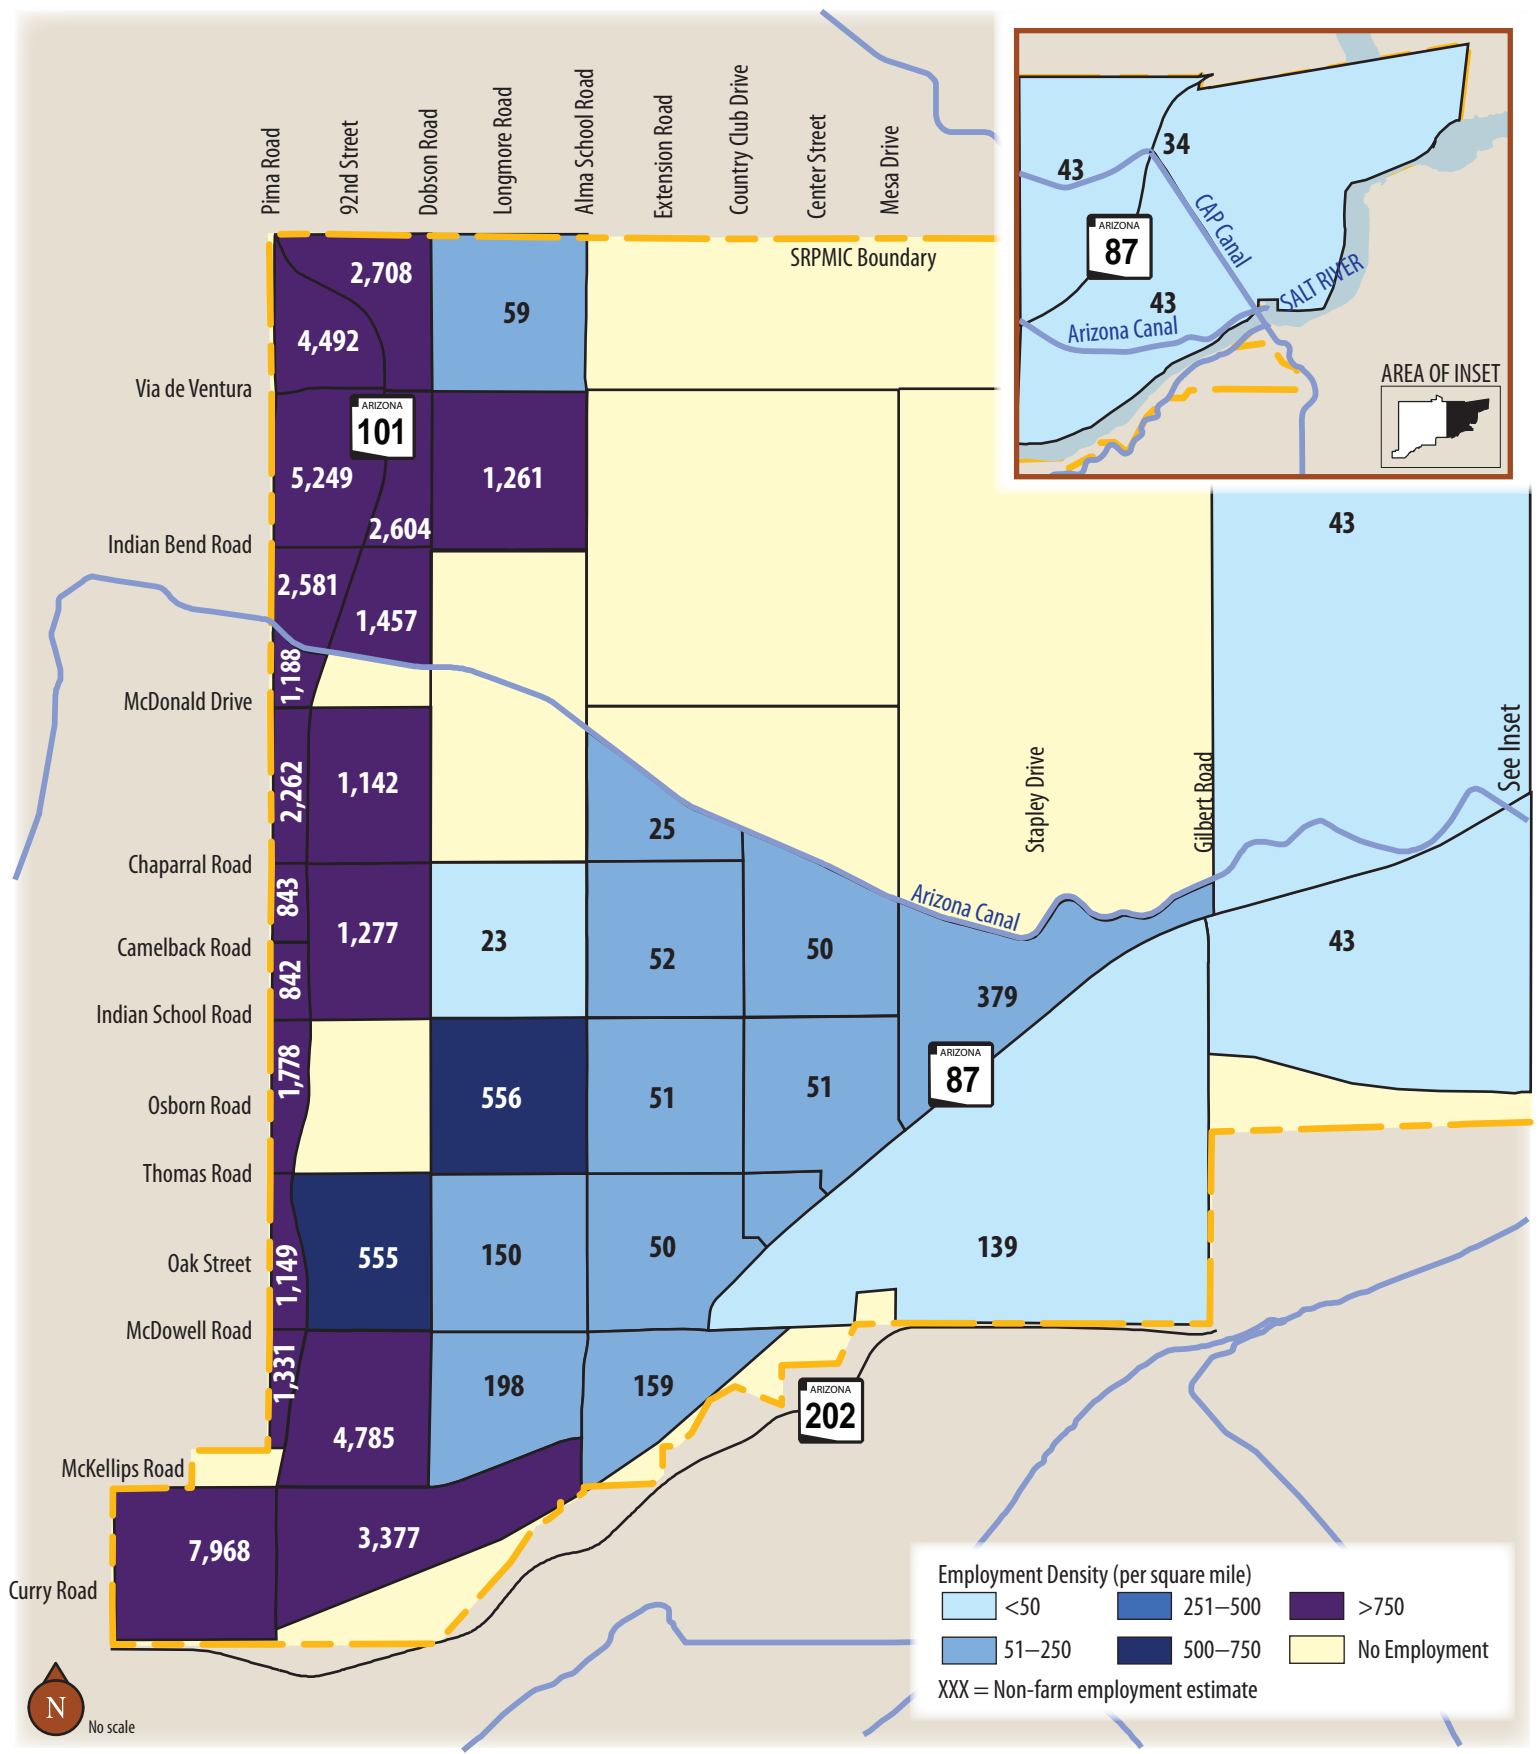 Pima Road
92nd Street
Dobson Road
Longmore Road
Alma School Road
Extension Road
Country Club Drive
Center Street
Mesa Drive
SRPMIC Boundary
2,708
4,492
59
Via de Ventura
ARIZONA
101
5,249
1,261
2,604
Indian Bend Road
2,581
1,457
1,188
McDonald Drive
2,262
1,142
25
Chaparral Road
843
1,277
23
52
50
Camelback Road
842
Indian School Road
1,778
556
51
51
Osborn Road
Thomas Road
1,149
555
150
50
139
Oak Street
McDowell Road
1,331
198
159
4,785
McKellips Road
7,968
3,377
Curry Road
Arizona Canal
379
ARIZONA
87
Stapley Drive
Gilbert Road
43
43
See Inset
ARIZONA
202
43
34
CAP Canal
ARIZONA
87
43
SALT RIVER
Arizona Canal
AREA OF INSET
Employment Density (per square mile)
<50
251–500
>750
51–250
500–750
No Employment
XXX = Non-farm employment estimate
N
No scale